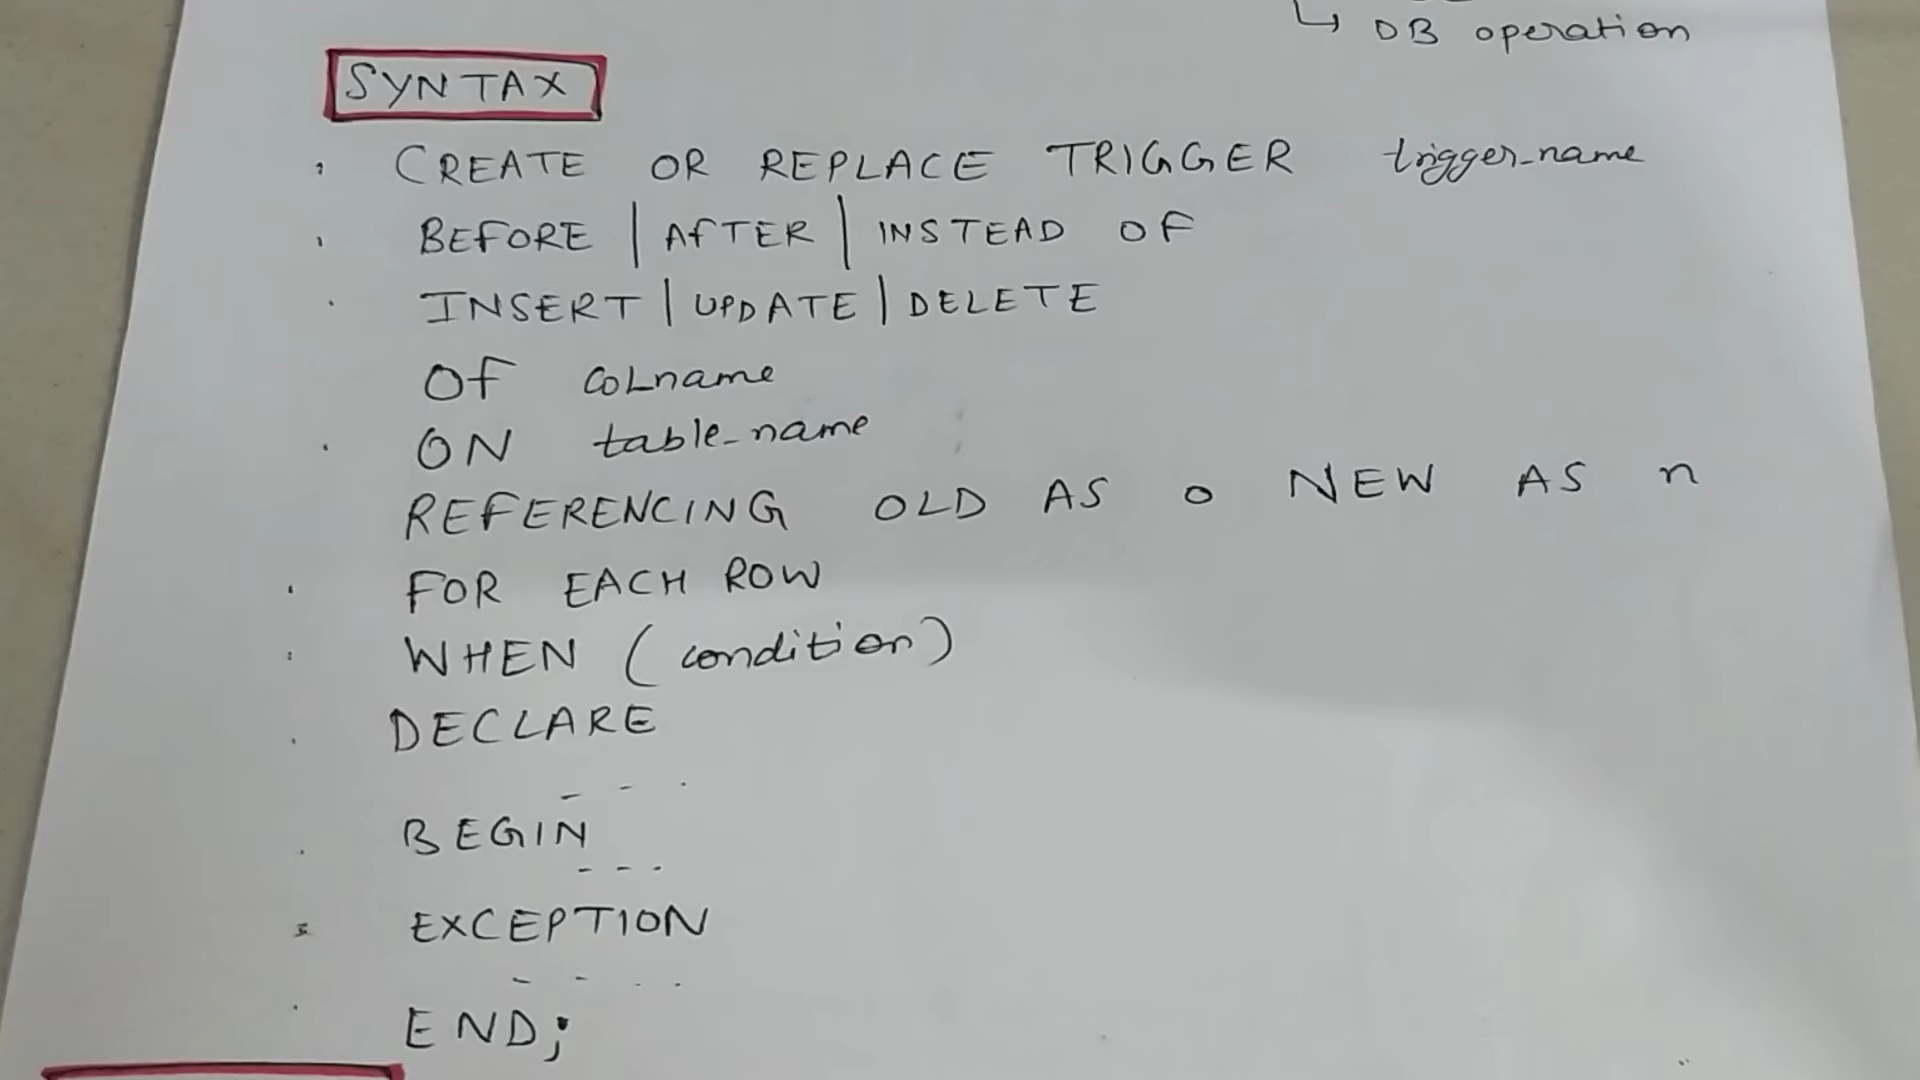 ↳ DB operation
SYNTAX
CREATE OR REPLACE TRIGGER trigger_name
BEFORE | AFTER | INSTEAD OF
INSERT | UPDATE | DELETE
OF coLname
ON table_name
REFERENCING OLD AS o NEW AS n
FOR EACH ROW
WHEN (condition)
DECLARE
- - .
BEGIN
- - -
EXCEPTION
- - . .
END;